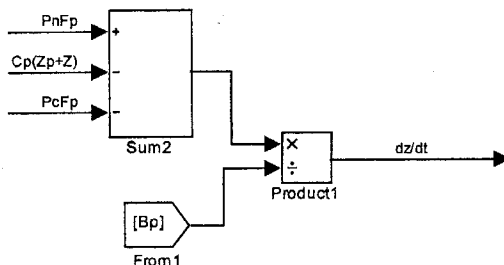 PnFp
+
Cp(Zp+Z)
−
PcFp
−
Sum2
×
÷
dz/dt
Product1
[Bp]
From1